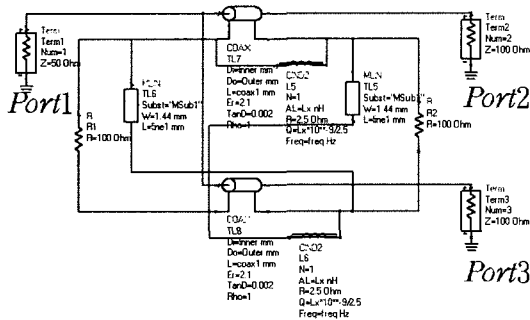 Term
Term1
Num=1
Z=50 Ohm
Port1
COAX
TL7
Di=Inner mm
Do=Outer mm
L=coax1 mm
Er=2.1
TanD=0.002
Rho=1
Term
Term2
Num=2
Z=100 Ohm
Port2
R
R1
R=100 Ohm
MLIN
TL6
Subst="MSub1"
W=1.44 mm
L=line1 mm
CIND2
L5
N=1
AL=Lx nH
R=2.5 Ohm
Q=Lx*10**-9/2.5
Freq=freq Hz
MLIN
TL5
Subst="MSub1"
W=1.44 mm
L=line1 mm
R
R2
R=100 Ohm
COAX
TL8
Di=Inner mm
Do=Outer mm
L=coax1 mm
Er=2.1
TanD=0.002
Rho=1
CIND2
L6
N=1
AL=Lx nH
R=2.5 Ohm
Q=Lx*10**-9/2.5
Freq=freq Hz
Term
Term3
Num=3
Z=100 Ohm
Port3